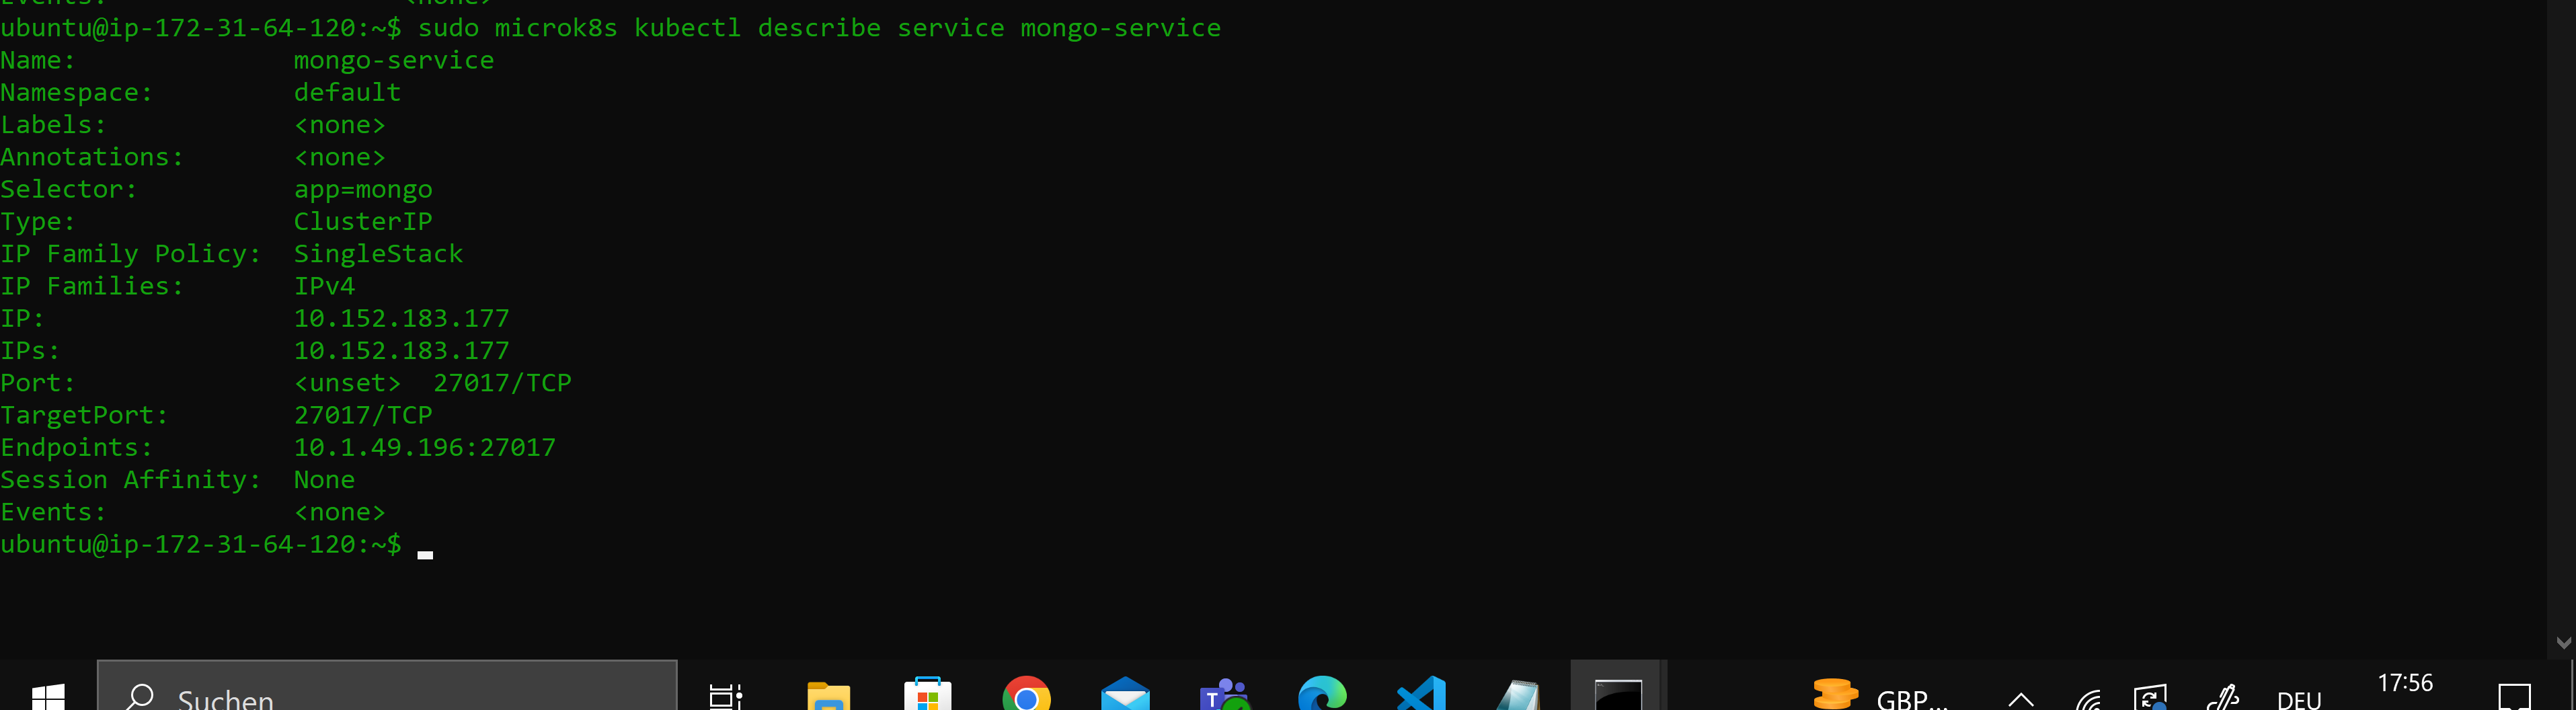 Events: <none>
ubuntu@ip-172-31-64-120:~$ sudo microk8s kubectl describe service mongo-service
Name: mongo-service
Namespace: default
Labels: <none>
Annotations: <none>
Selector: app=mongo
Type: ClusterIP
IP Family Policy: SingleStack
IP Families: IPv4
IP: 10.152.183.177
IPs: 10.152.183.177
Port: <unset> 27017/TCP
TargetPort: 27017/TCP
Endpoints: 10.1.49.196:27017
Session Affinity: None
Events: <none>
ubuntu@ip-172-31-64-120:~$
Suchen
GBP...
DEU
17:56